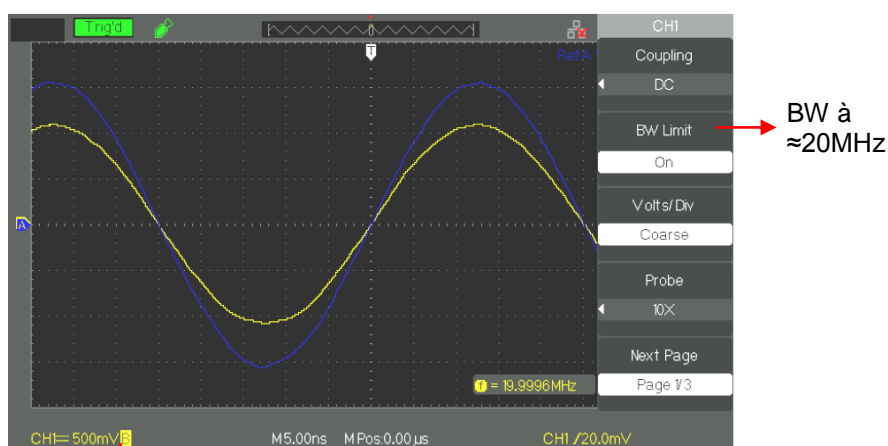 Trig'd
CH1
T
Ref A
Coupling
DC
BW Limit
On
BW à
≈20MHz
Volts/Div
Coarse
A
Probe
10X
Next Page
Page 1/3
f = 19.9996MHz
CH1 500mV B
M5.00ns
M Pos:0.00µs
CH1 /20.0mV